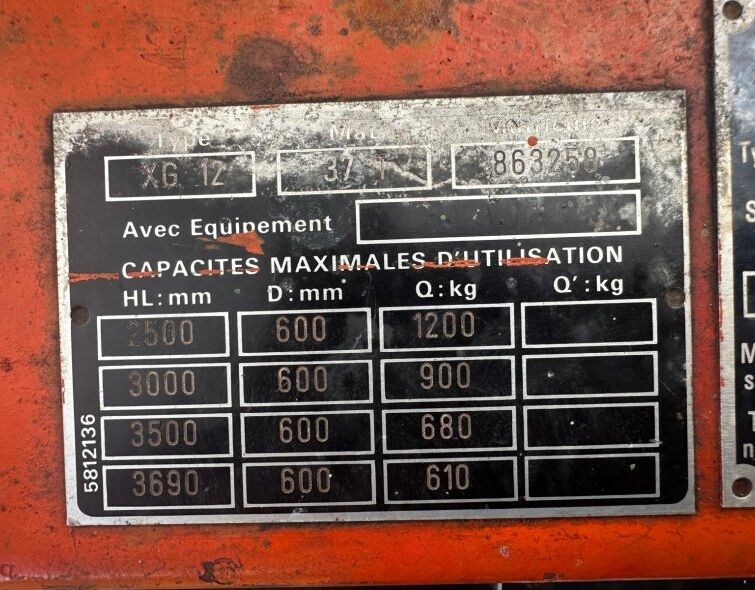 Type Mat
XG 12 37 T 863258
Avec Equipement
CAPACITES MAXIMALES D'UTILISATION
HL:mm D:mm Q:kg Q':kg
2500 600 1200
3000 600 900
3500 600 680
3690 600 610
5812136